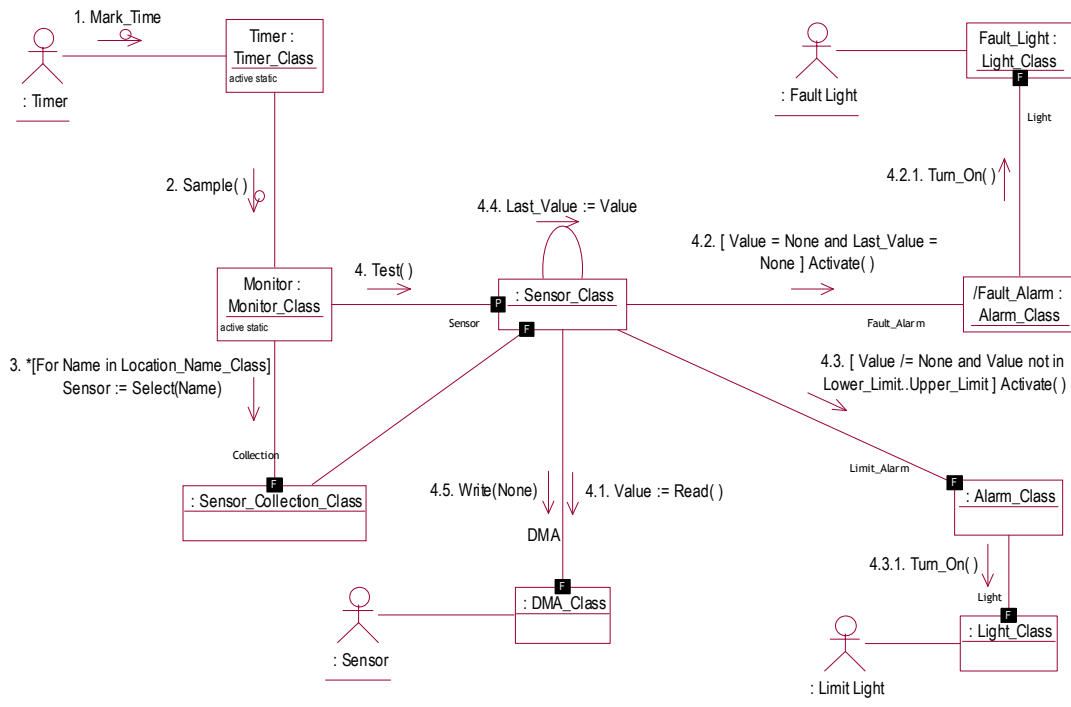 1. Mark_Time
Timer :
Timer_Class
active static
: Timer
Fault_Light :
Light_Class
F
: Fault Light
Light
2. Sample( )
4.2.1. Turn_On( )
4.4. Last_Value := Value
4.2. [ Value = None and Last_Value =
None ] Activate( )
Monitor :
Monitor_Class
active static
4. Test( )
P
: Sensor_Class
F
Sensor
/Fault_Alarm :
Alarm_Class
Fault_Alarm
3. *[For Name in Location_Name_Class]
Sensor := Select(Name)
4.3. [ Value /= None and Value not in
Lower_Limit..Upper_Limit ] Activate( )
Collection
F
: Sensor_Collection_Class
Limit_Alarm
F
: Alarm_Class
4.5. Write(None)
4.1. Value := Read( )
DMA
F
: DMA_Class
: Sensor
4.3.1. Turn_On( )
Light
F
: Light_Class
: Limit Light